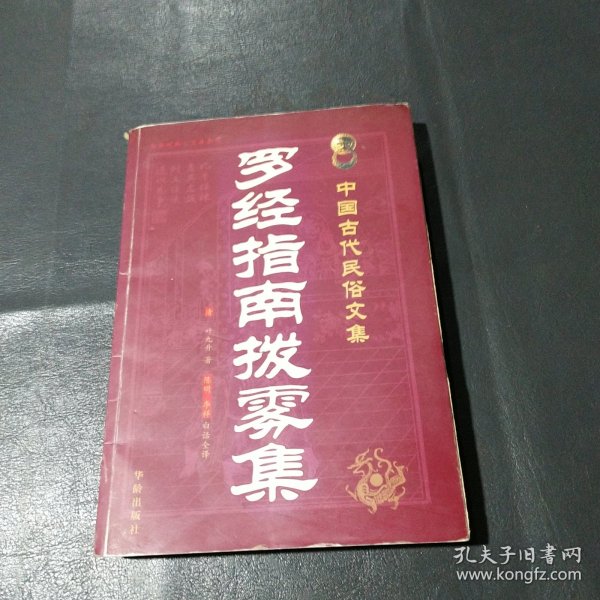 中国古代民俗文集
罗经指南拨雾集
清 叶九升 著 白话全译
华龄出版社
孔夫子旧书网
www.kongfz.com